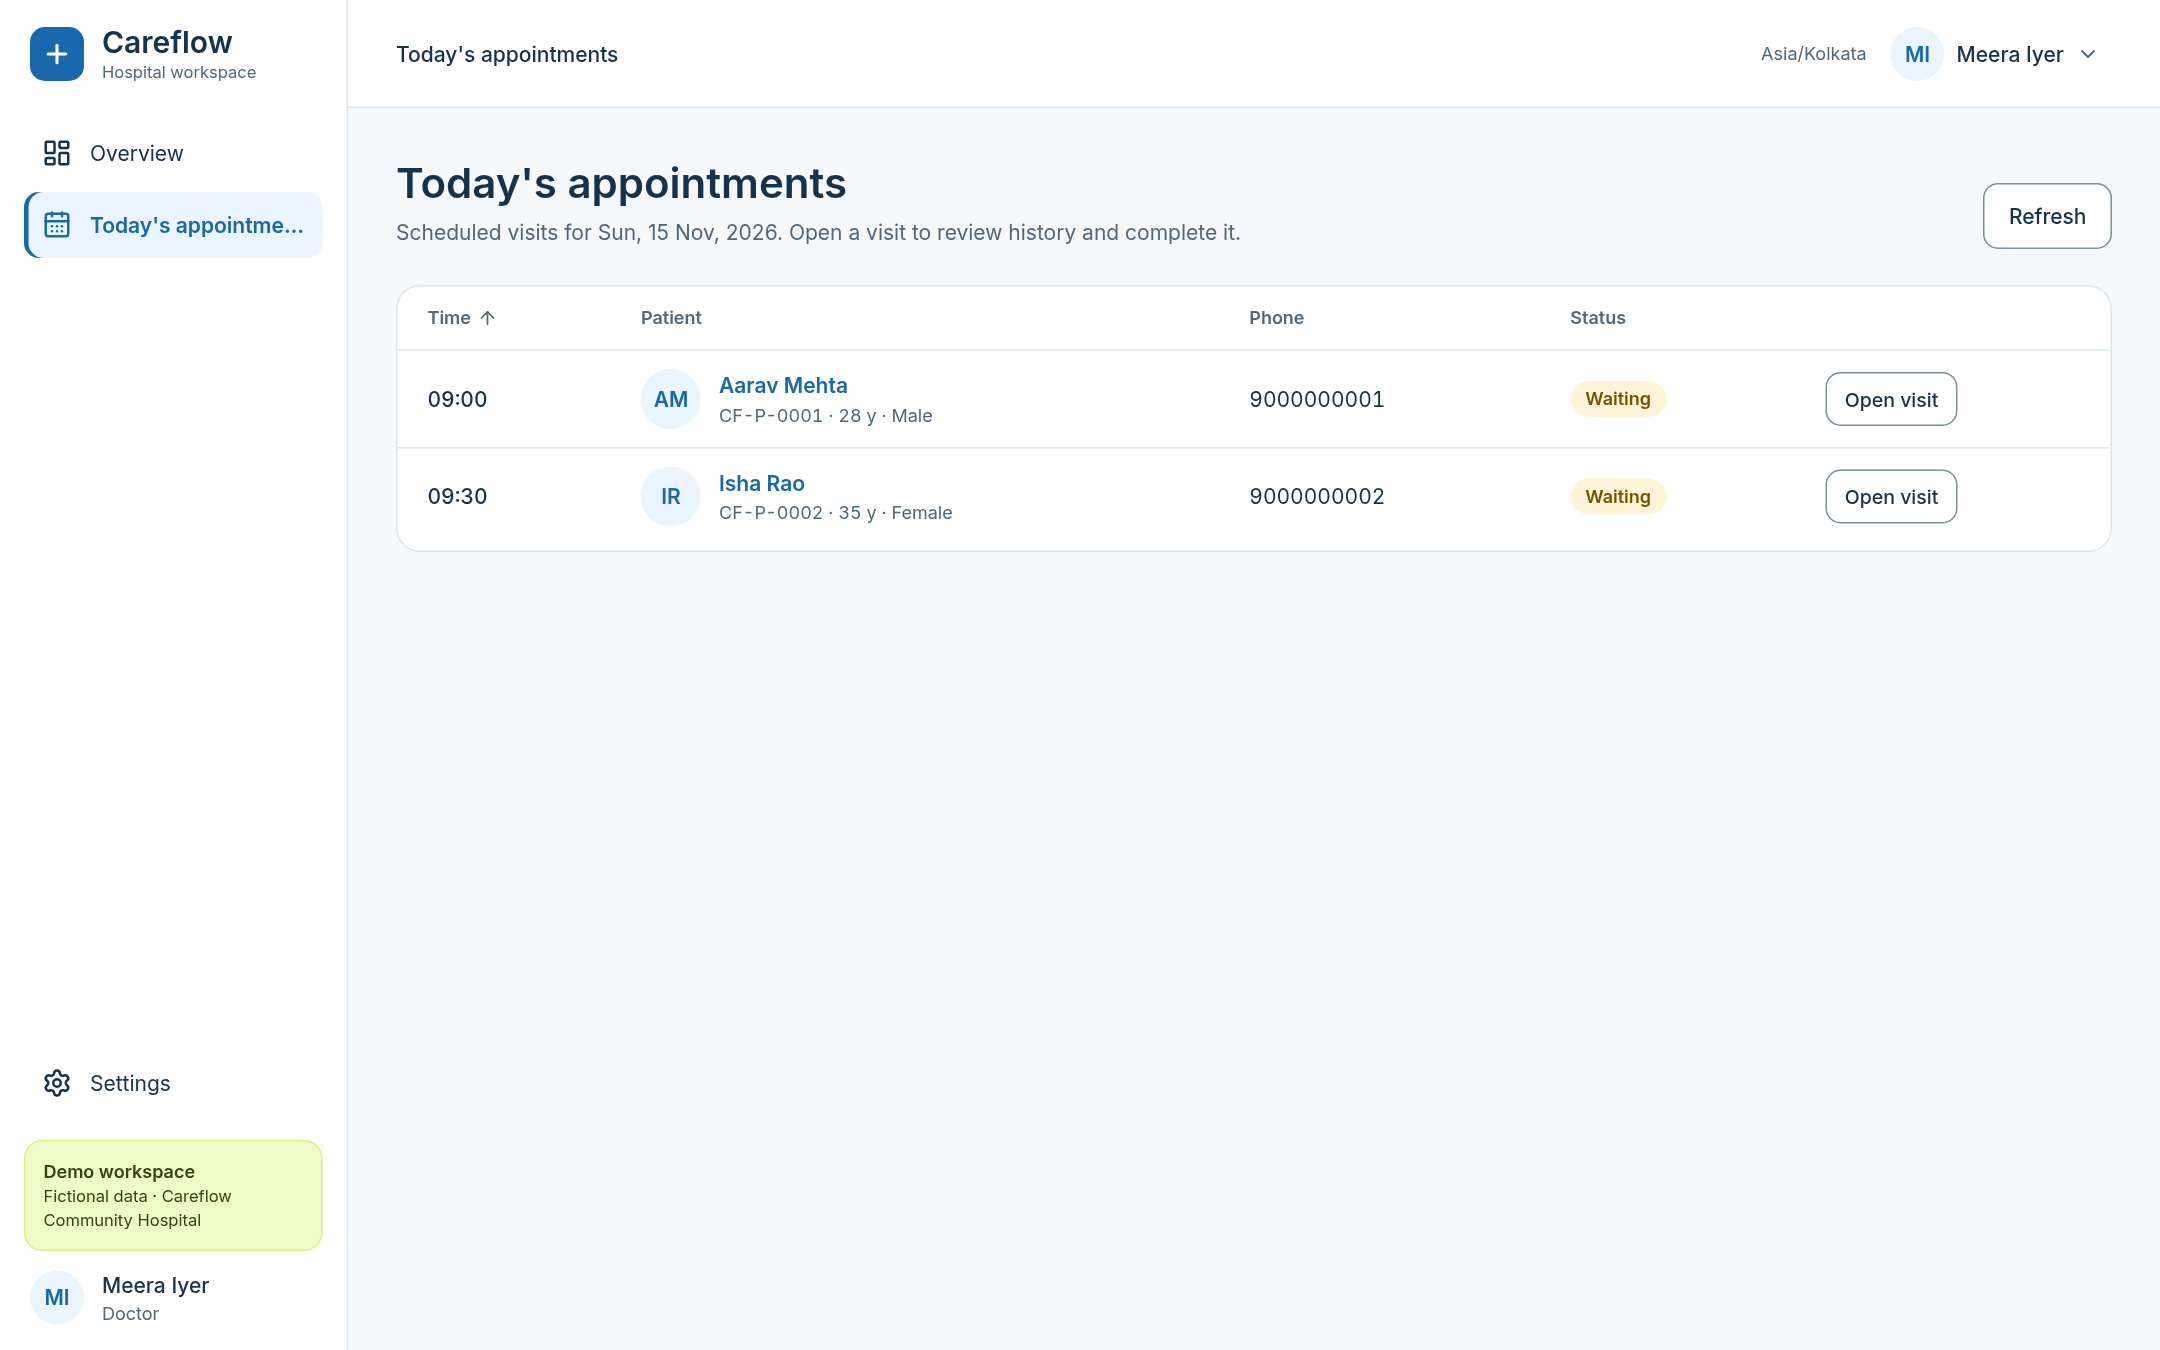 Careflow
Hospital workspace
Overview
Today's appointme...
Settings
Demo workspace
Fictional data · Careflow
Community Hospital
MI
Meera Iyer
Doctor
Today's appointments
Asia/Kolkata
MI
Meera Iyer
Today's appointments
Scheduled visits for Sun, 15 Nov, 2026. Open a visit to review history and complete it.
Refresh
Time ↑ Patient Phone Status
09:00 AM Aarav Mehta 9000000001 Waiting Open visit
CF-P-0001 · 28 y · Male
09:30 IR Isha Rao 9000000002 Waiting Open visit
CF-P-0002 · 35 y · Female